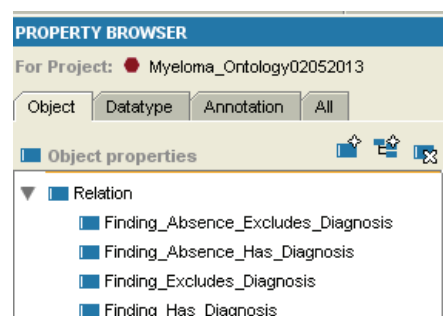 PROPERTY BROWSER
For Project: Myeloma_Ontology02052013
Object Datatype Annotation All
Object properties
Relation
Finding_Absence_Excludes_Diagnosis
Finding_Absence_Has_Diagnosis
Finding_Excludes_Diagnosis
Finding_Has_Diagnosis